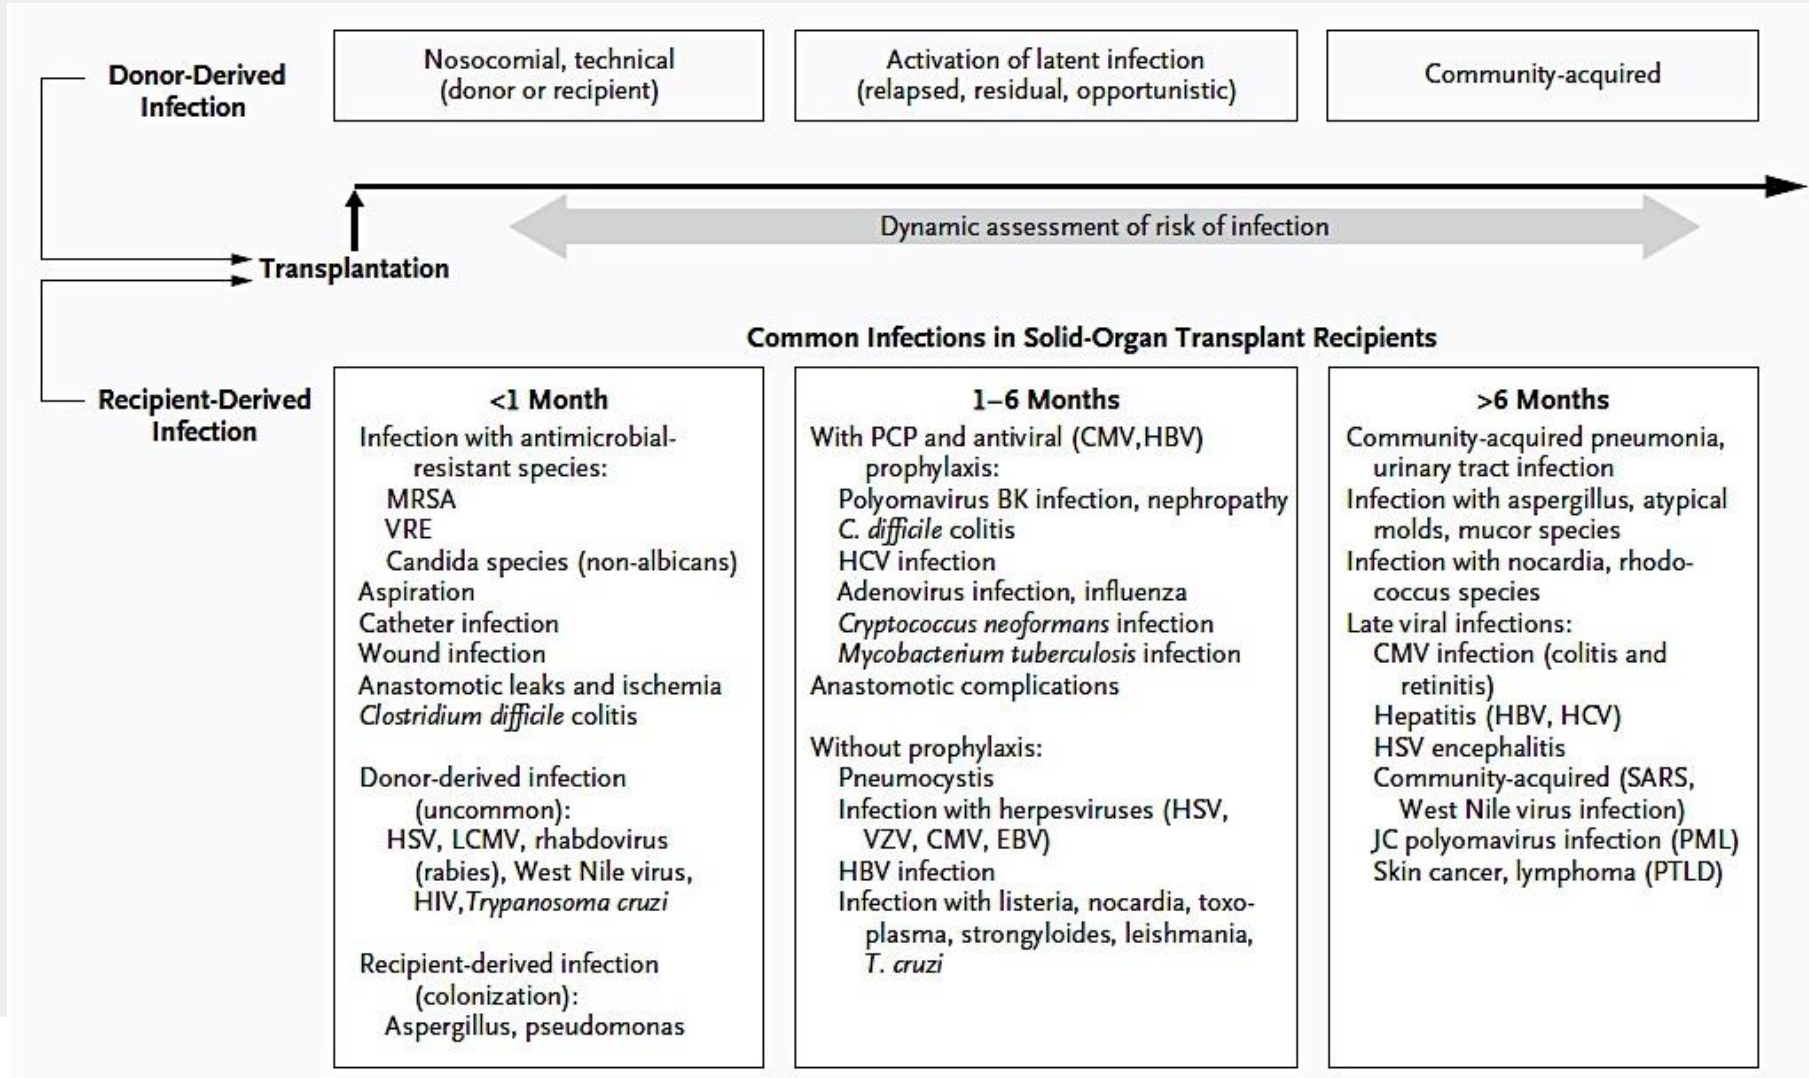 Donor-Derived
Infection
Nosocomial, technical
(donor or recipient)
Activation of latent infection
(relapsed, residual, opportunistic)
Community-acquired
Dynamic assessment of risk of infection
Transplantation
Common Infections in Solid-Organ Transplant Recipients
Recipient-Derived
Infection
<1 Month
Infection with antimicrobial-
resistant species:
MRSA
VRE
Candida species (non-albicans)
Aspiration
Catheter infection
Wound infection
Anastomotic leaks and ischemia
Clostridium difficile colitis
Donor-derived infection
(uncommon):
HSV, LCMV, rhabdovirus
(rabies), West Nile virus,
HIV,Trypanosoma cruzi
Recipient-derived infection
(colonization):
Aspergillus, pseudomonas
1–6 Months
With PCP and antiviral (CMV,HBV)
prophylaxis:
Polyomavirus BK infection, nephropathy
C. difficile colitis
HCV infection
Adenovirus infection, influenza
Cryptococcus neoformans infection
Mycobacterium tuberculosis infection
Anastomotic complications
Without prophylaxis:
Pneumocystis
Infection with herpesviruses (HSV,
VZV, CMV, EBV)
HBV infection
Infection with listeria, nocardia, toxo-
plasma, strongyloides, leishmania,
T. cruzi
>6 Months
Community-acquired pneumonia,
urinary tract infection
Infection with aspergillus, atypical
molds, mucor species
Infection with nocardia, rhodo-
coccus species
Late viral infections:
CMV infection (colitis and
retinitis)
Hepatitis (HBV, HCV)
HSV encephalitis
Community-acquired (SARS,
West Nile virus infection)
JC polyomavirus infection (PML)
Skin cancer, lymphoma (PTLD)